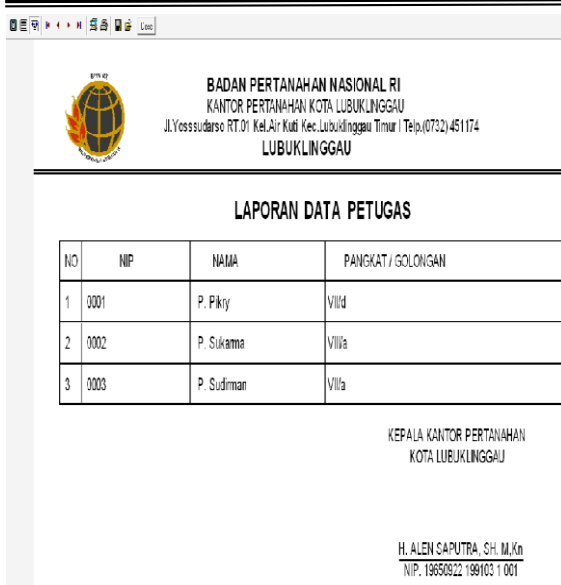 Close
BADAN PERTANAHAN NASIONAL RI
KANTOR PERTANAHAN KOTA LUBUKLINGGAU
Jl.Yosssudarso RT.01 Kel.Air Kuti Kec.Lubuklinggau Timur I Telp.(0732) 451174
LUBUKLINGGAU
LAPORAN DATA PETUGAS
NO NIP NAMA PANGKAT / GOLONGAN
1 0001 P. Pikry VII/d
2 0002 P. Sukarma VIII/a
3 0003 P. Sudirman VII/a
KEPALA KANTOR PERTANAHAN
KOTA LUBUKLINGGAU
H. ALEN SAPUTRA, SH. M,Kn
NIP. 19650922 199103 1 001